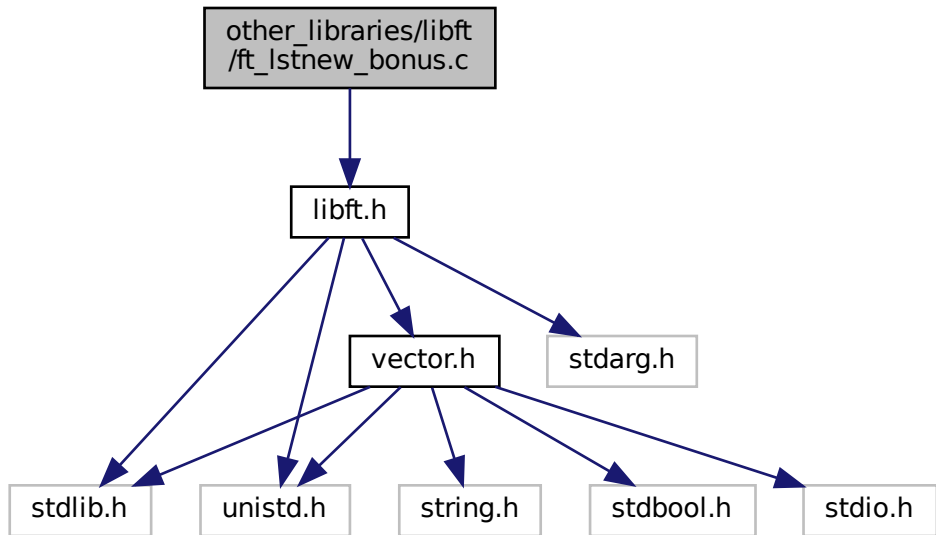 other_libraries/libft
/ft_lstnew_bonus.c
libft.h
vector.h
stdarg.h
stdlib.h
unistd.h
string.h
stdbool.h
stdio.h